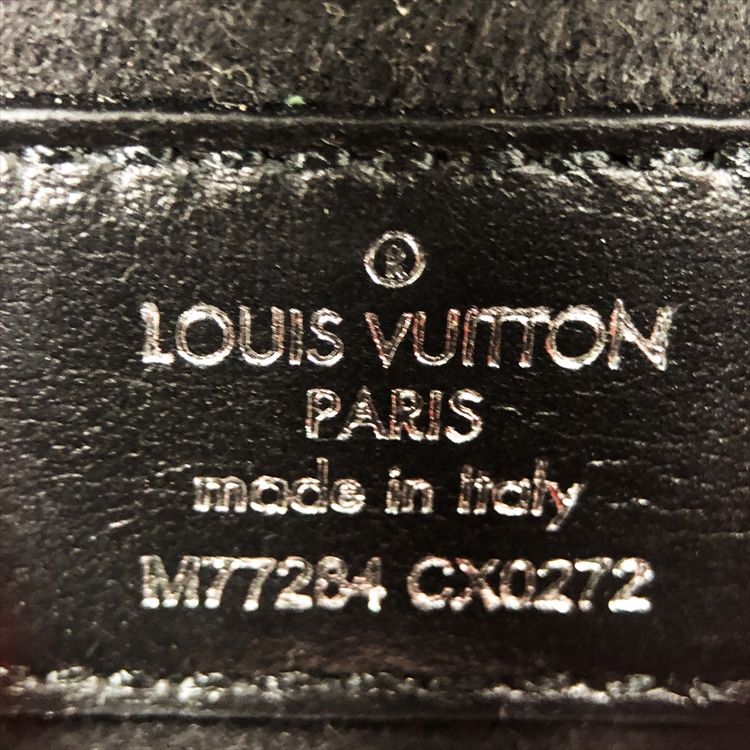 ®
LOUIS VUITTON
PARIS
made in Italy
M77284 CX0272